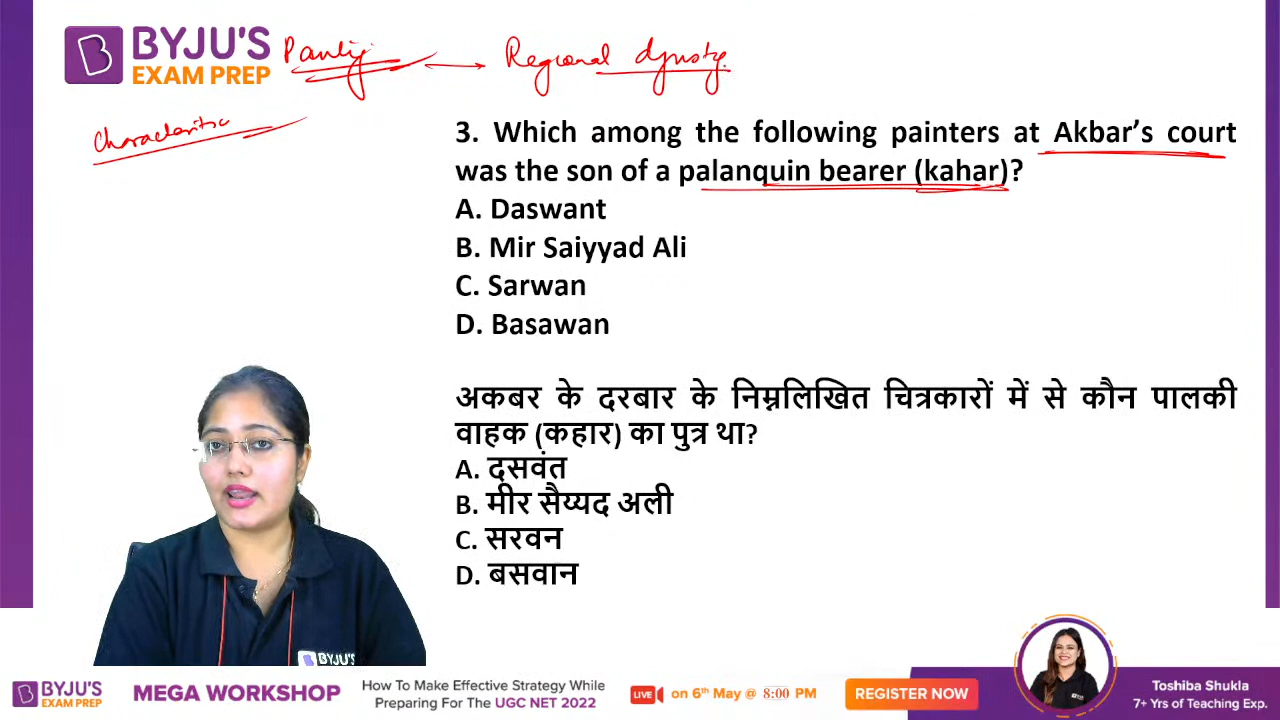 BYJU'S
EXAM PREP
Regional dynsty
3. Which among the following painters at Akbar's court
was the son of a palanquin bearer (kahar)?
A. Daswant
B. Mir Saiyyad Ali
C. Sarwan
D. Basawan
अकबर के दरबार के निम्नलिखित चित्रकारों में से कौन पालकी
वाहक (कहार) का पुत्र था?
A. दसवंत
B. मीर सैय्यद अली
C. सरवन
D. बसवान
BYJU'S
BYJU'S
EXAM PREP
MEGA WORKSHOP
How To Make Effective Strategy While
Preparing For The UGC NET 2022
LIVE on 6th May @ 8:00 PM
REGISTER NOW
Toshiba Shukla
7+ Yrs of Teaching Exp.